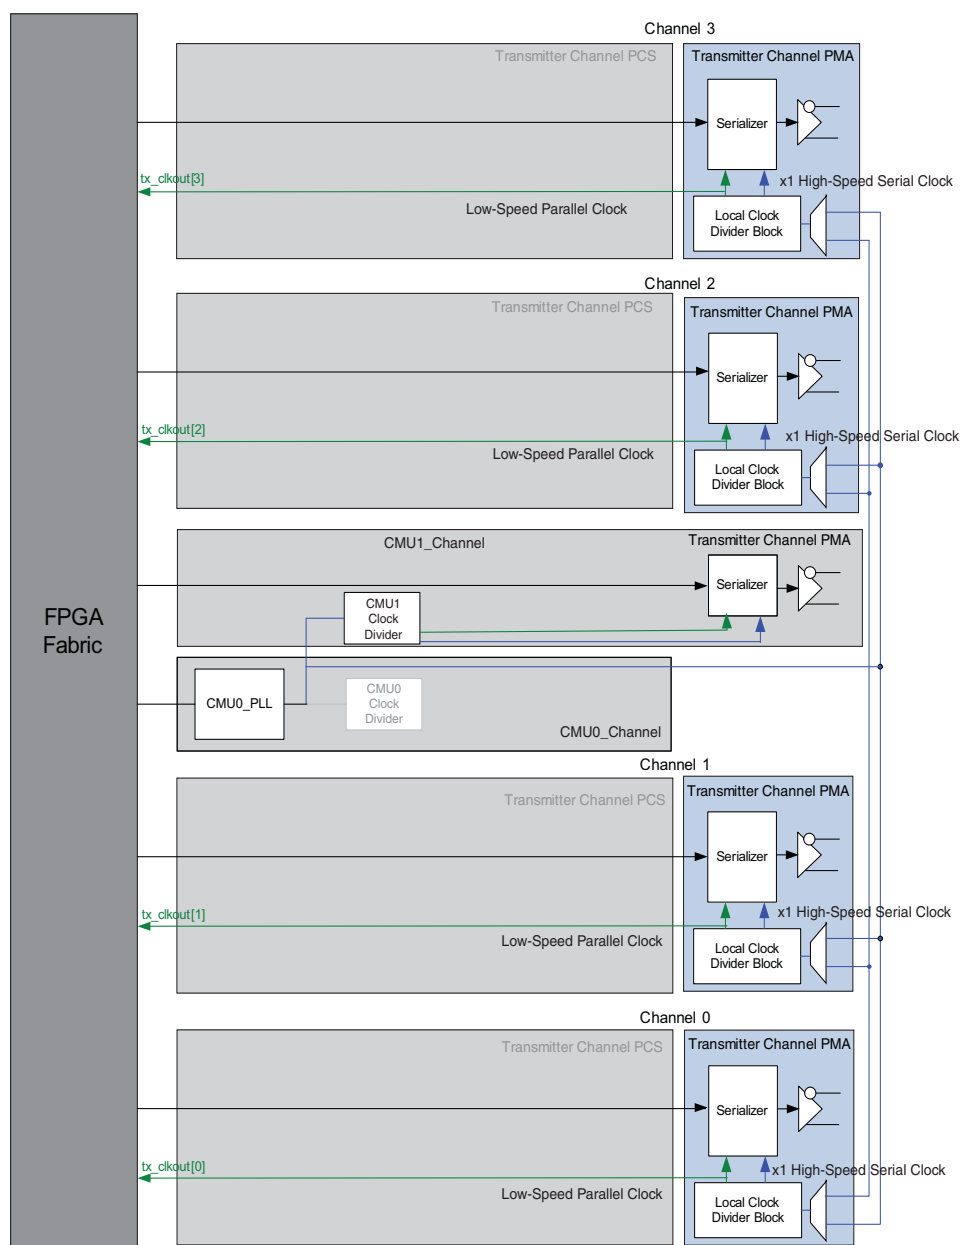 Channel 3
Transmitter Channel PCS
Transmitter Channel PMA
Serializer
tx_clkout[3]
x1 High-Speed Serial Clock
Low-Speed Parallel Clock
Local Clock
Divider Block
Channel 2
Transmitter Channel PCS
Transmitter Channel PMA
Serializer
tx_clkout[2]
x1 High-Speed Serial Clock
Low-Speed Parallel Clock
Local Clock
Divider Block
CMU1_Channel
Transmitter Channel PMA
Serializer
CMU1
Clock
Divider
FPGA
Fabric
CMU0_PLL
CMU0
Clock
Divider
CMU0_Channel
Channel 1
Transmitter Channel PCS
Transmitter Channel PMA
Serializer
tx_clkout[1]
x1 High-Speed Serial Clock
Low-Speed Parallel Clock
Local Clock
Divider Block
Channel 0
Transmitter Channel PCS
Transmitter Channel PMA
Serializer
tx_clkout[0]
x1 High-Speed Serial Clock
Low-Speed Parallel Clock
Local Clock
Divider Block